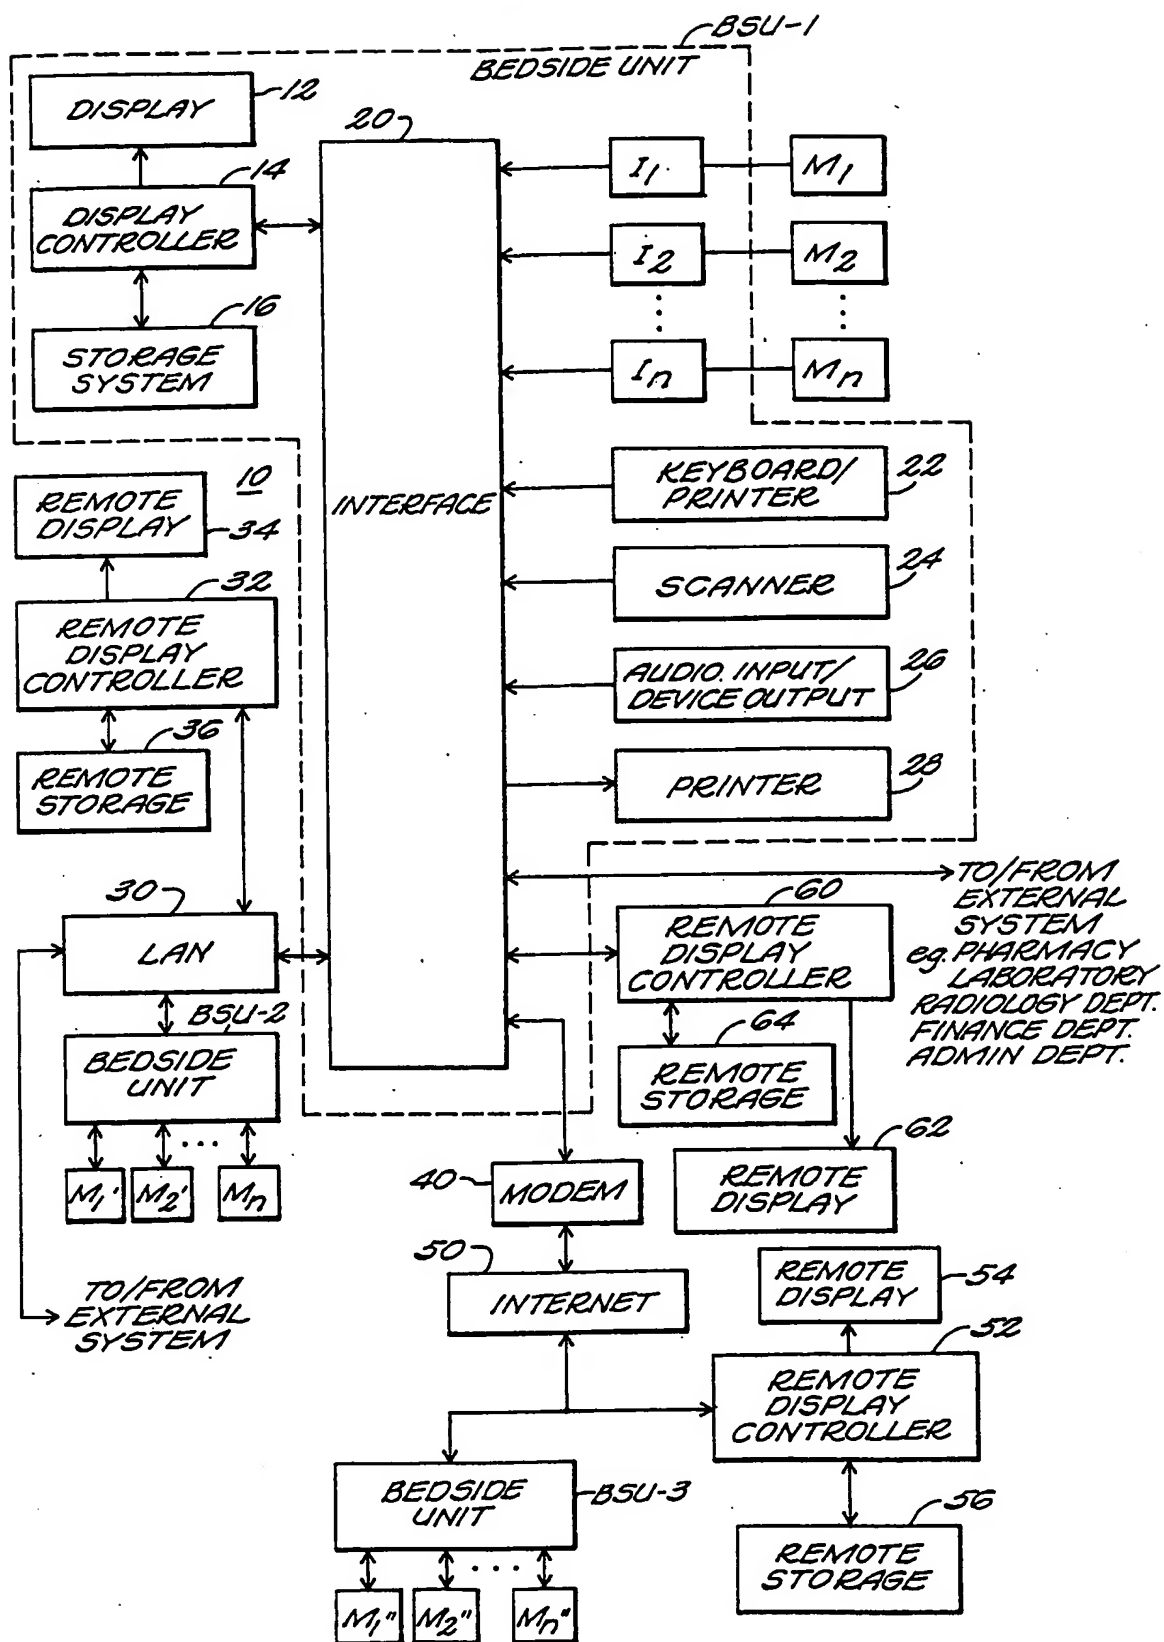 BSU-1
BEDSIDE UNIT
DISPLAY
12
20
14
DISPLAY
CONTROLLER
16
STORAGE
SYSTEM
I1
M1
I2
M2
In
Mn
INTERFACE
KEYBOARD/
PRINTER
22
SCANNER
24
AUDIO. INPUT/
DEVICE OUTPUT
26
PRINTER
28
10
REMOTE
DISPLAY
34
32
REMOTE
DISPLAY
CONTROLLER
36
REMOTE
STORAGE
30
LAN
BSU-2
BEDSIDE
UNIT
M1'
M2'
...
Mn
TO/FROM
EXTERNAL
SYSTEM
TO/FROM
EXTERNAL
SYSTEM
eg. PHARMACY
LABORATORY
RADIOLOGY DEPT.
FINANCE DEPT.
ADMIN DEPT.
60
REMOTE
DISPLAY
CONTROLLER
64
REMOTE
STORAGE
62
REMOTE
DISPLAY
40
MODEM
50
INTERNET
REMOTE
DISPLAY
54
52
REMOTE
DISPLAY
CONTROLLER
56
REMOTE
STORAGE
BEDSIDE
UNIT
BSU-3
M1"
M2"
...
Mn"